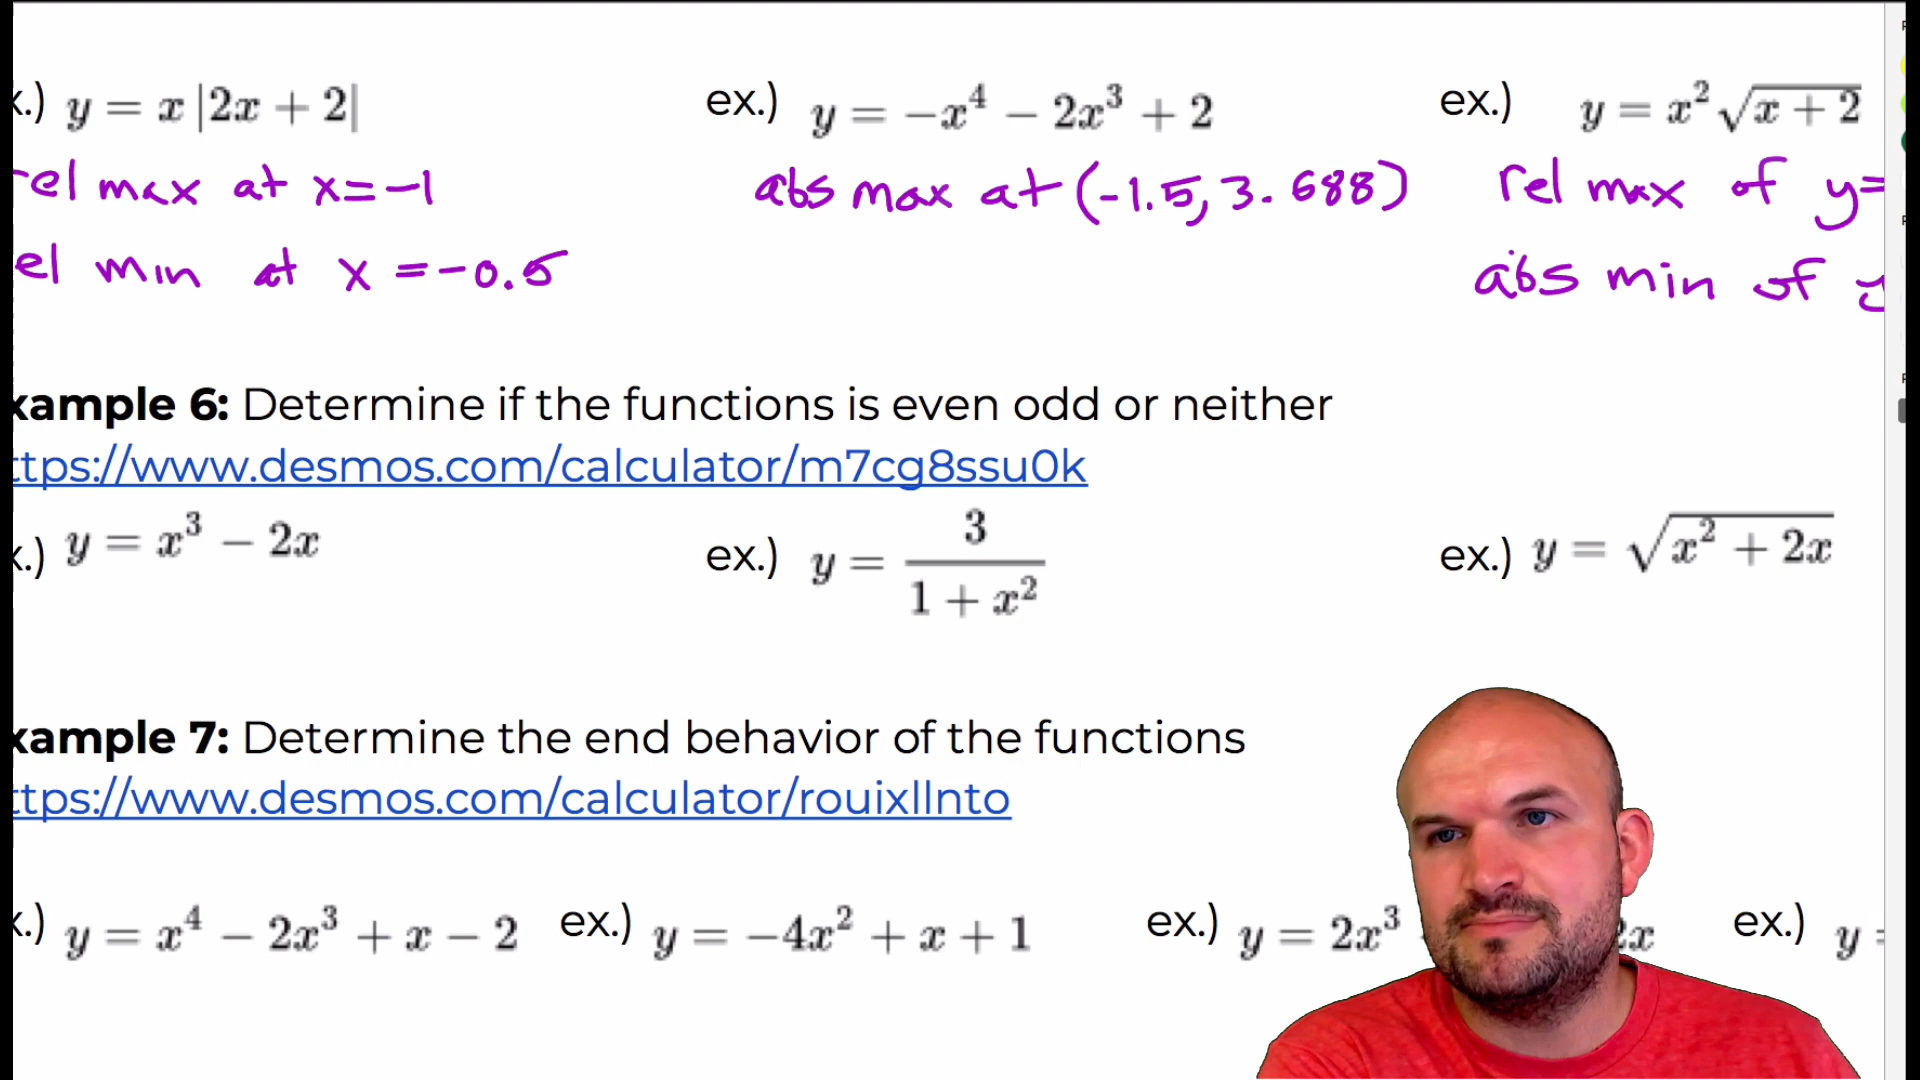 x.) y = x |2x + 2| ex.) y = −x⁴ − 2x³ + 2 ex.) y = x²√(x + 2)
rel max at x=-1 abs max at (-1.5, 3.688) rel max of y=
el min at x =-0.5 abs min of y
xample 6: Determine if the functions is even odd or neither
ttps://www.desmos.com/calculator/m7cg8ssu0k
x.) y = x³ − 2x ex.) y = 3/(1 + x²) ex.) y = √(x² + 2x)
xample 7: Determine the end behavior of the functions
ttps://www.desmos.com/calculator/rouixllnto
x.) y = x⁴ − 2x³ + x − 2 ex.) y = −4x² + x + 1 ex.) y = 2x³ 2x ex.) y =